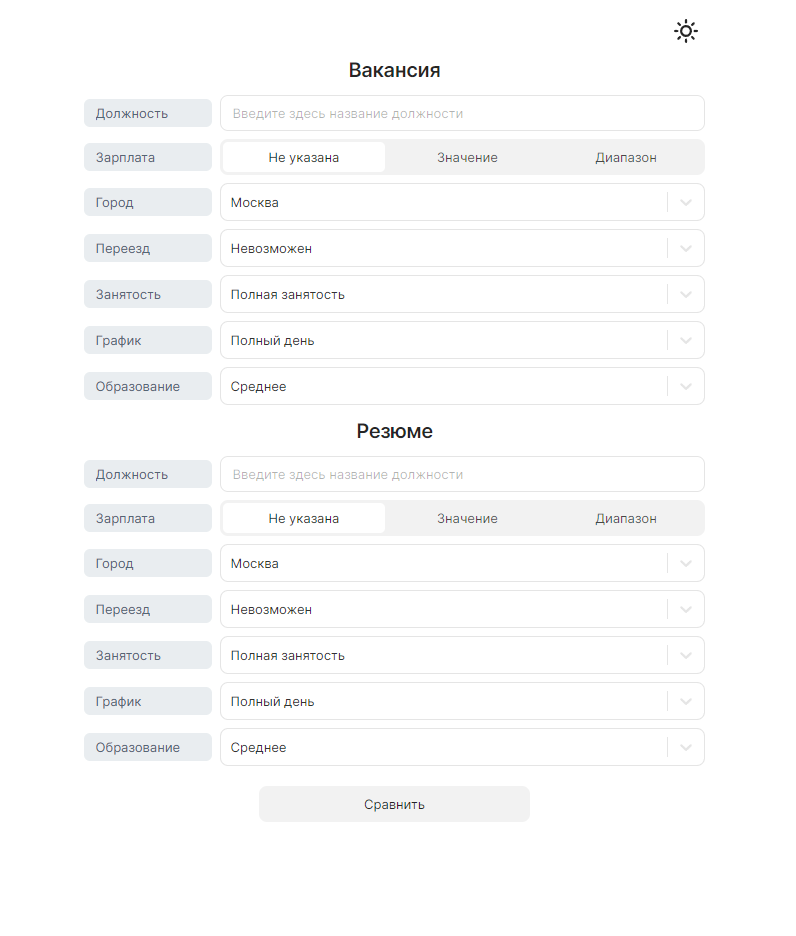 Вакансия
Должность Введите здесь название должности
Зарплата Не указана Значение Диапазон
Город Москва
Переезд Невозможен
Занятость Полная занятость
График Полный день
Образование Среднее
Резюме
Должность Введите здесь название должности
Зарплата Не указана Значение Диапазон
Город Москва
Переезд Невозможен
Занятость Полная занятость
График Полный день
Образование Среднее
Сравнить